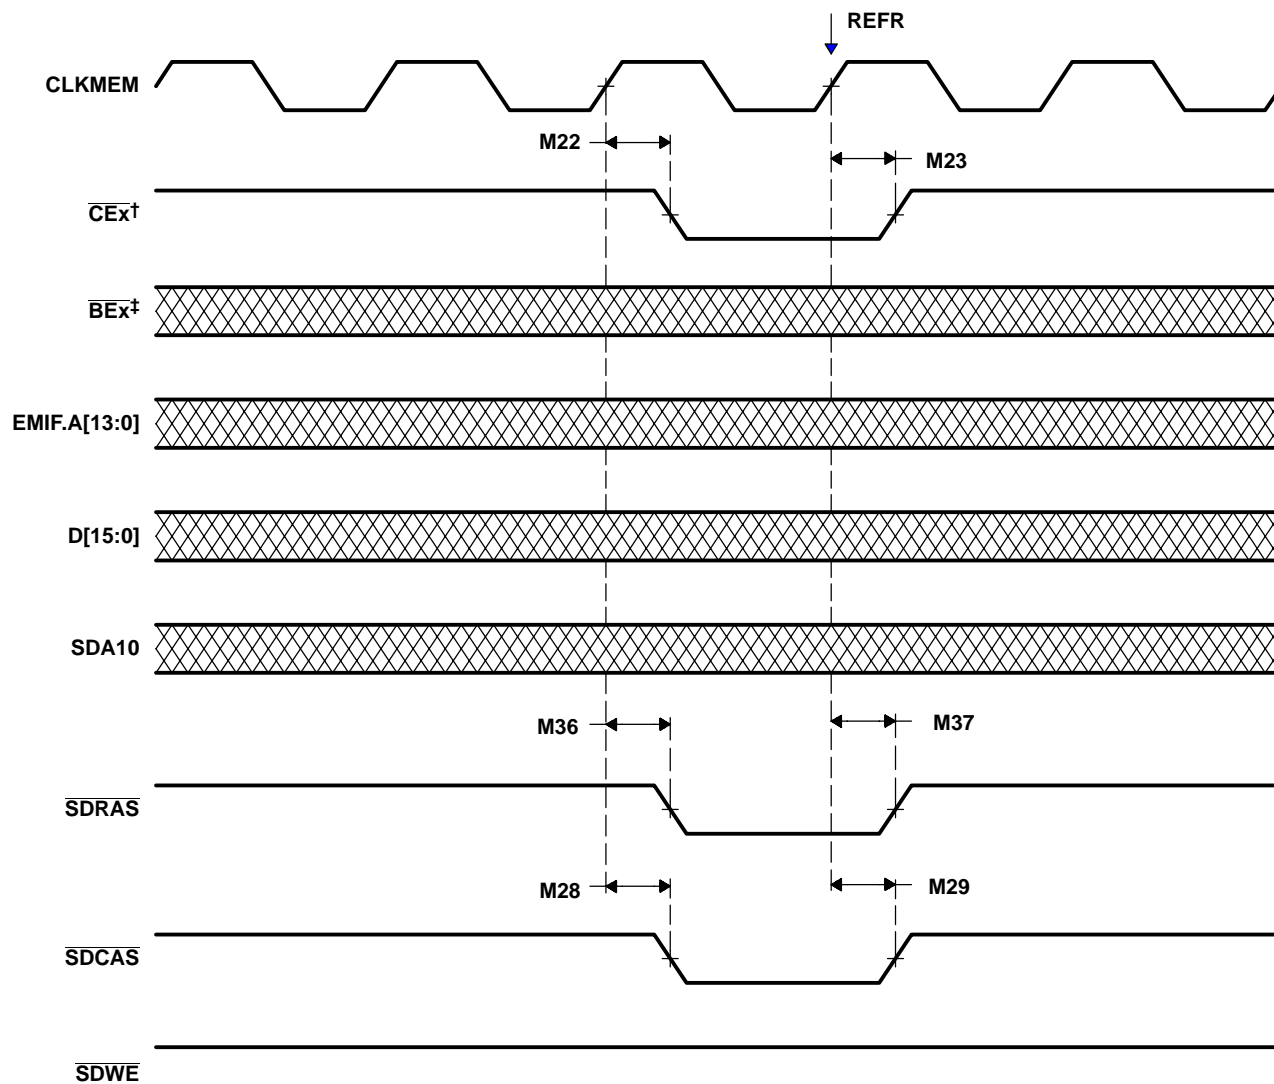 REFR
CLKMEM
M22
M23
CEx†
BEx‡
EMIF.A[13:0]
D[15:0]
SDA10
M36
M37
SDRAS
M28
M29
SDCAS
SDWE